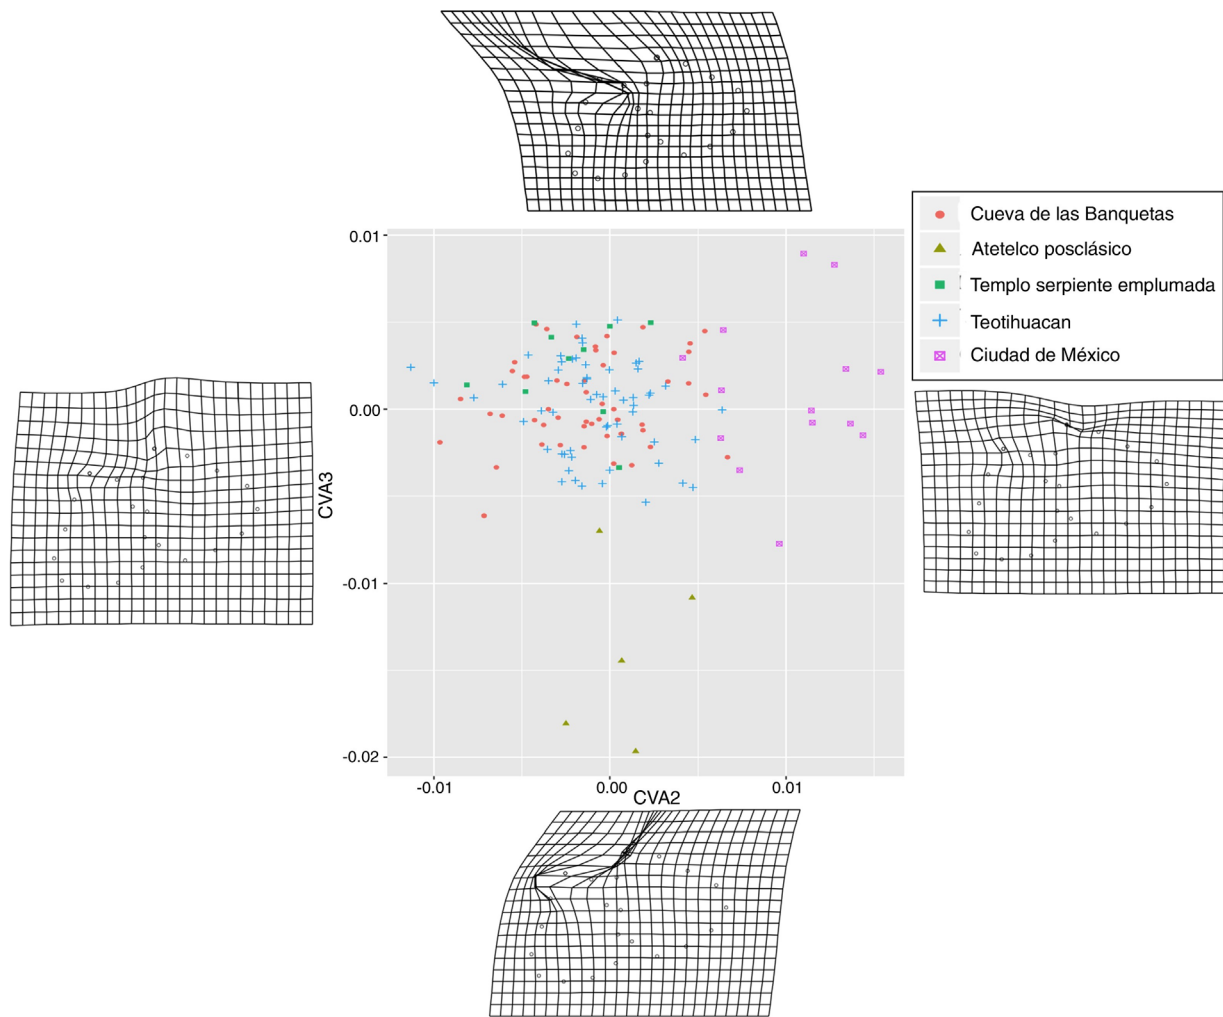 Cueva de las Banquetas
Atetelco posclásico
Templo serpiente emplumada
Teotihuacan
Ciudad de México
0.01
0.00
-0.01
-0.02
CVA3
-0.01
0.00
0.01
CVA2